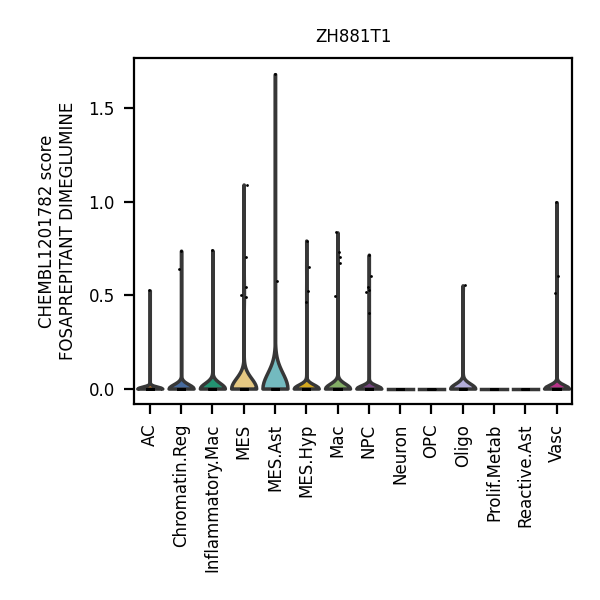 ZH881T1
CHEMBL1201782 score
FOSAPREPITANT DIMEGLUMINE
1.5
1.0
0.5
0.0
AC
Chromatin.Reg
Inflammatory.Mac
MES
MES.Ast
MES.Hyp
Mac
NPC
Neuron
OPC
Oligo
Prolif.Metab
Reactive.Ast
Vasc